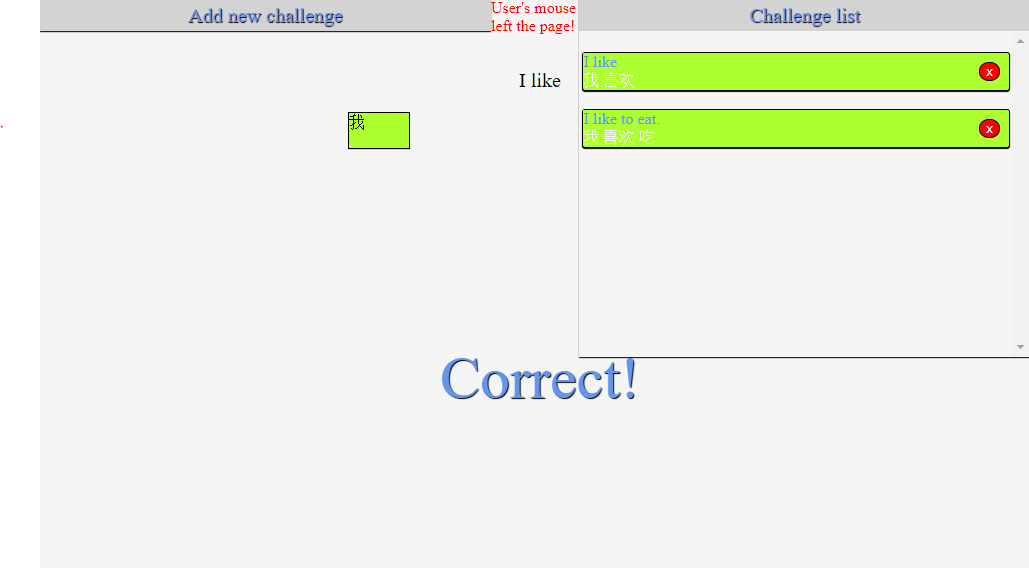 Add new challenge
User's mouse
left the page!
Challenge list
I like
我 喜欢
x
I like to eat.
我 喜欢 吃
x
I like
我
Correct!